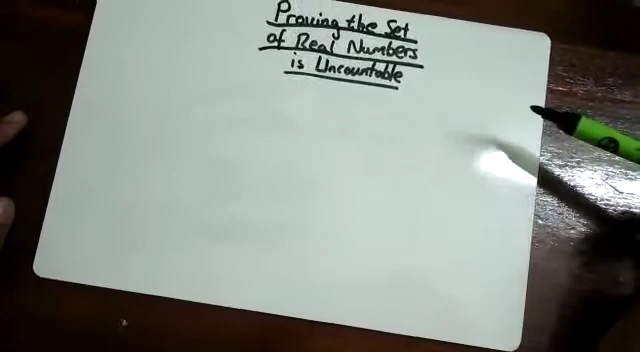 Proving the Set
of Real Numbers
is Uncountable